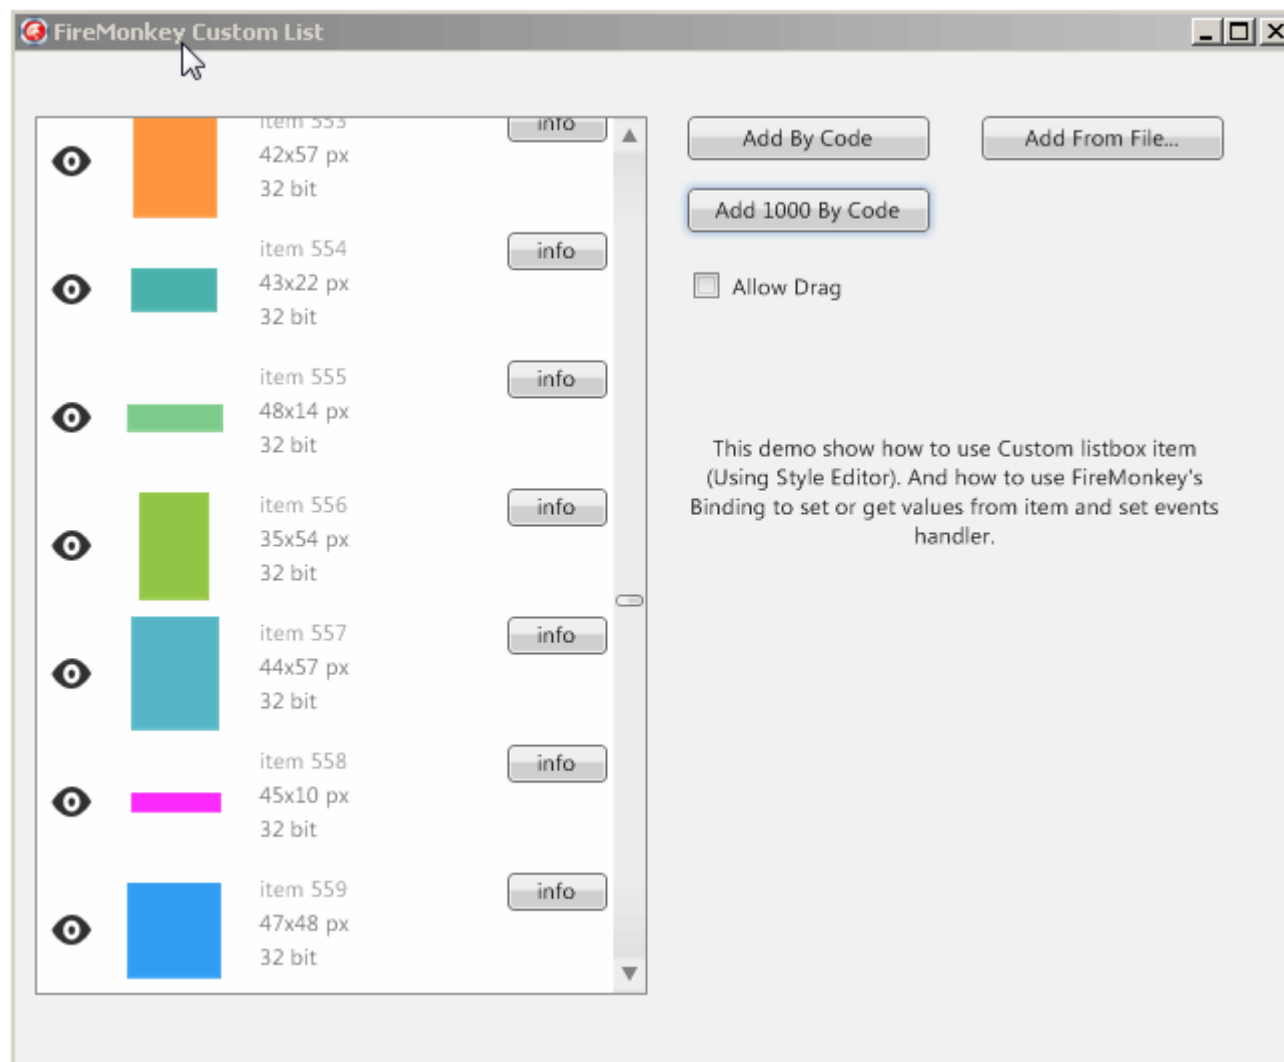 FireMonkey Custom List
item 553
info
42x57 px
32 bit
item 554
info
43x22 px
32 bit
item 555
info
48x14 px
32 bit
item 556
info
35x54 px
32 bit
item 557
info
44x57 px
32 bit
item 558
info
45x10 px
32 bit
item 559
info
47x48 px
32 bit
Add By Code
Add From File...
Add 1000 By Code
Allow Drag
This demo show how to use Custom listbox item
(Using Style Editor). And how to use FireMonkey's
Binding to set or get values from item and set events
handler.